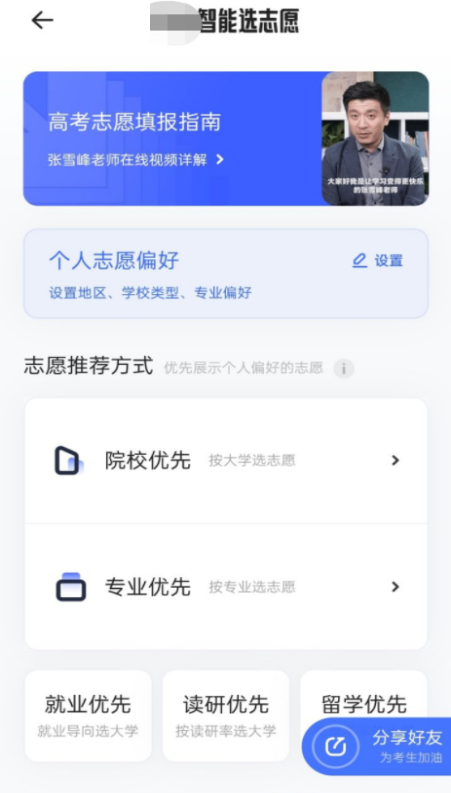 智能选志愿
高考志愿填报指南
张雪峰老师在线视频详解
大家好我是让学习变得更快乐
的张雪峰老师
个人志愿偏好
设置
设置地区、学校类型、专业偏好
志愿推荐方式 优先展示个人偏好的志愿
院校优先 按大学选志愿
专业优先 按专业选志愿
就业优先 读研优先 留学优先
就业导向选大学 按读研率选大学
分享好友
为考生加油